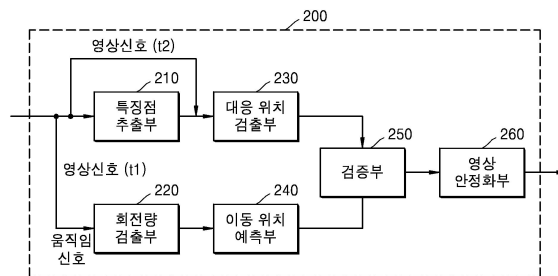 200
영상신호 (t2)
210
특징점
추출부
230
대응 위치
검출부
250
검증부
260
영상
안정화부
영상신호 (t1)
220
회전량
검출부
240
이동 위치
예측부
움직임
신호